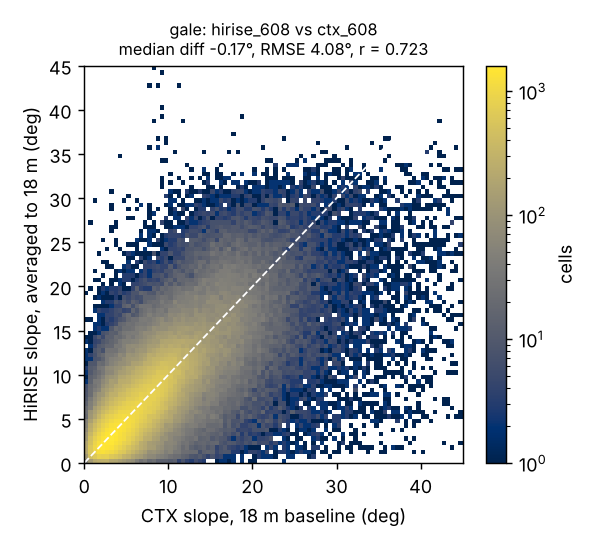 gale: hirise_608 vs ctx_608
median diff -0.17°, RMSE 4.08°, r = 0.723
HiRISE slope, averaged to 18 m (deg)
45
40
35
30
25
20
15
10
5
0
0 10 20 30 40
CTX slope, 18 m baseline (deg)
10³
10²
10¹
10⁰
cells